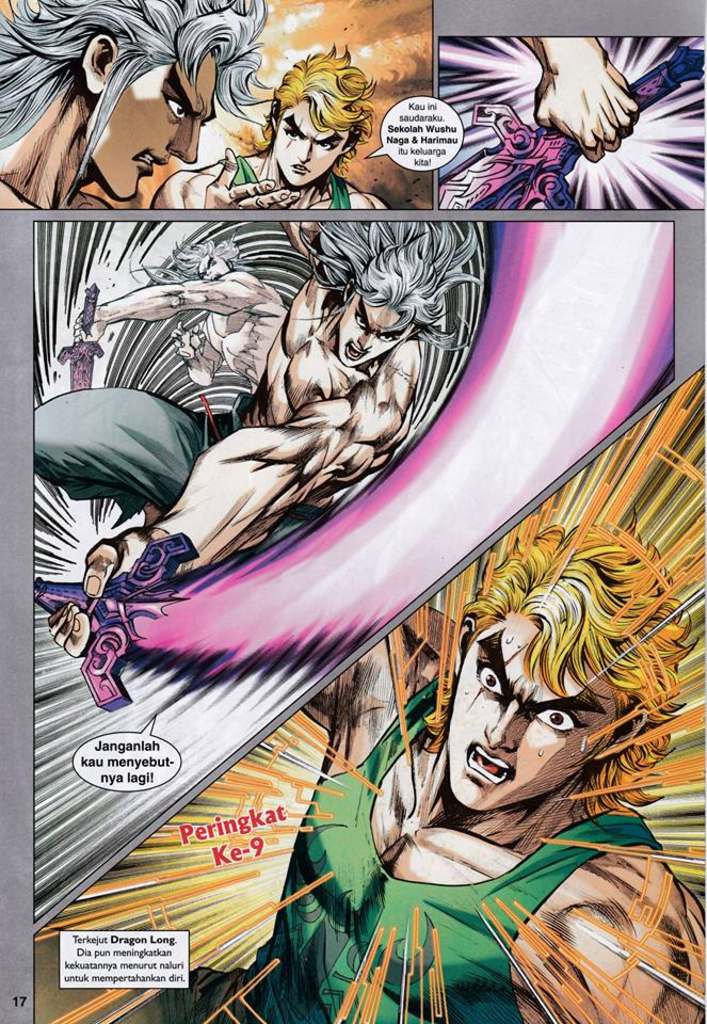 Kau ini
saudaraku.
Sekolah Wushu
Naga & Harimau
itu keluarga
kita!
Janganlah
kau menyebut-
nya lagi!
Peringkat
Ke-9
Terkejut Dragon Long.
Dia pun meningkatkan
kekuatannya menurut naluri
untuk mempertahankan diri.
17